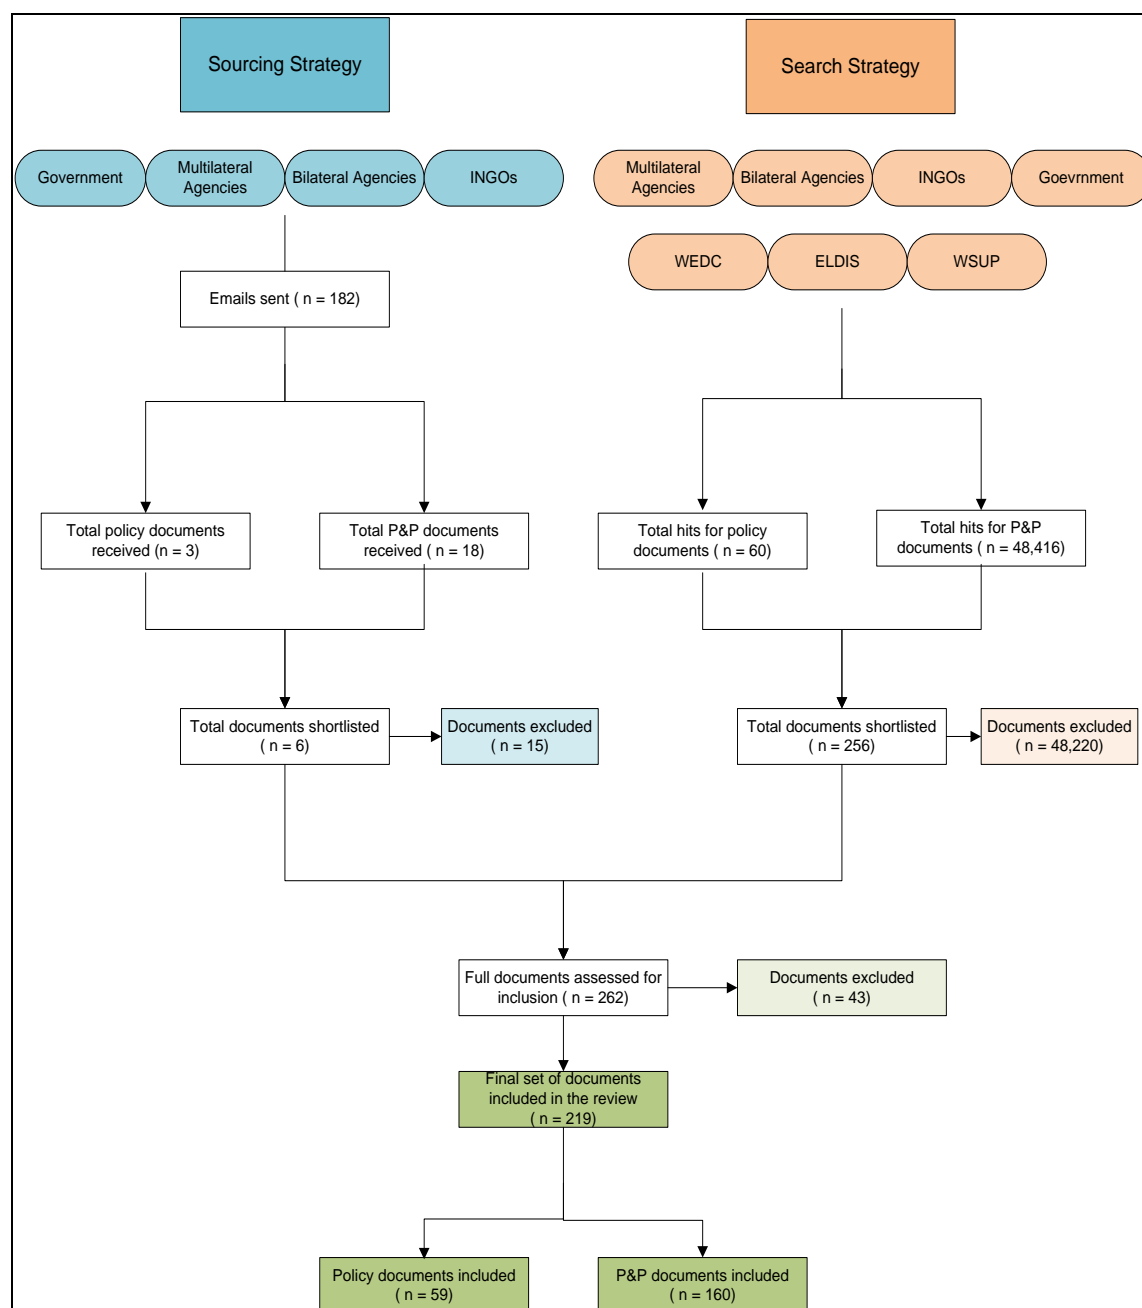 Sourcing Strategy
Search Strategy
Government
Multilateral
Agencies
Bilateral Agencies
INGOs
Multilateral
Agencies
Bilateral Agencies
INGOs
Goevrnment
WEDC
ELDIS
WSUP
Emails sent ( n = 182)
Total policy documents
received (n = 3)
Total P&P documents
received ( n = 18)
Total hits for policy
documents ( n = 60)
Total hits for P&P
documents ( n = 48,416)
Total documents shortlisted
( n = 6)
Documents excluded
( n = 15)
Total documents shortlisted
( n = 256)
Documents excluded
( n = 48,220)
Full documents assessed for
inclusion ( n = 262)
Documents excluded
( n = 43)
Final set of documents
included in the review
( n = 219)
Policy documents included
( n = 59)
P&P documents included
( n = 160)